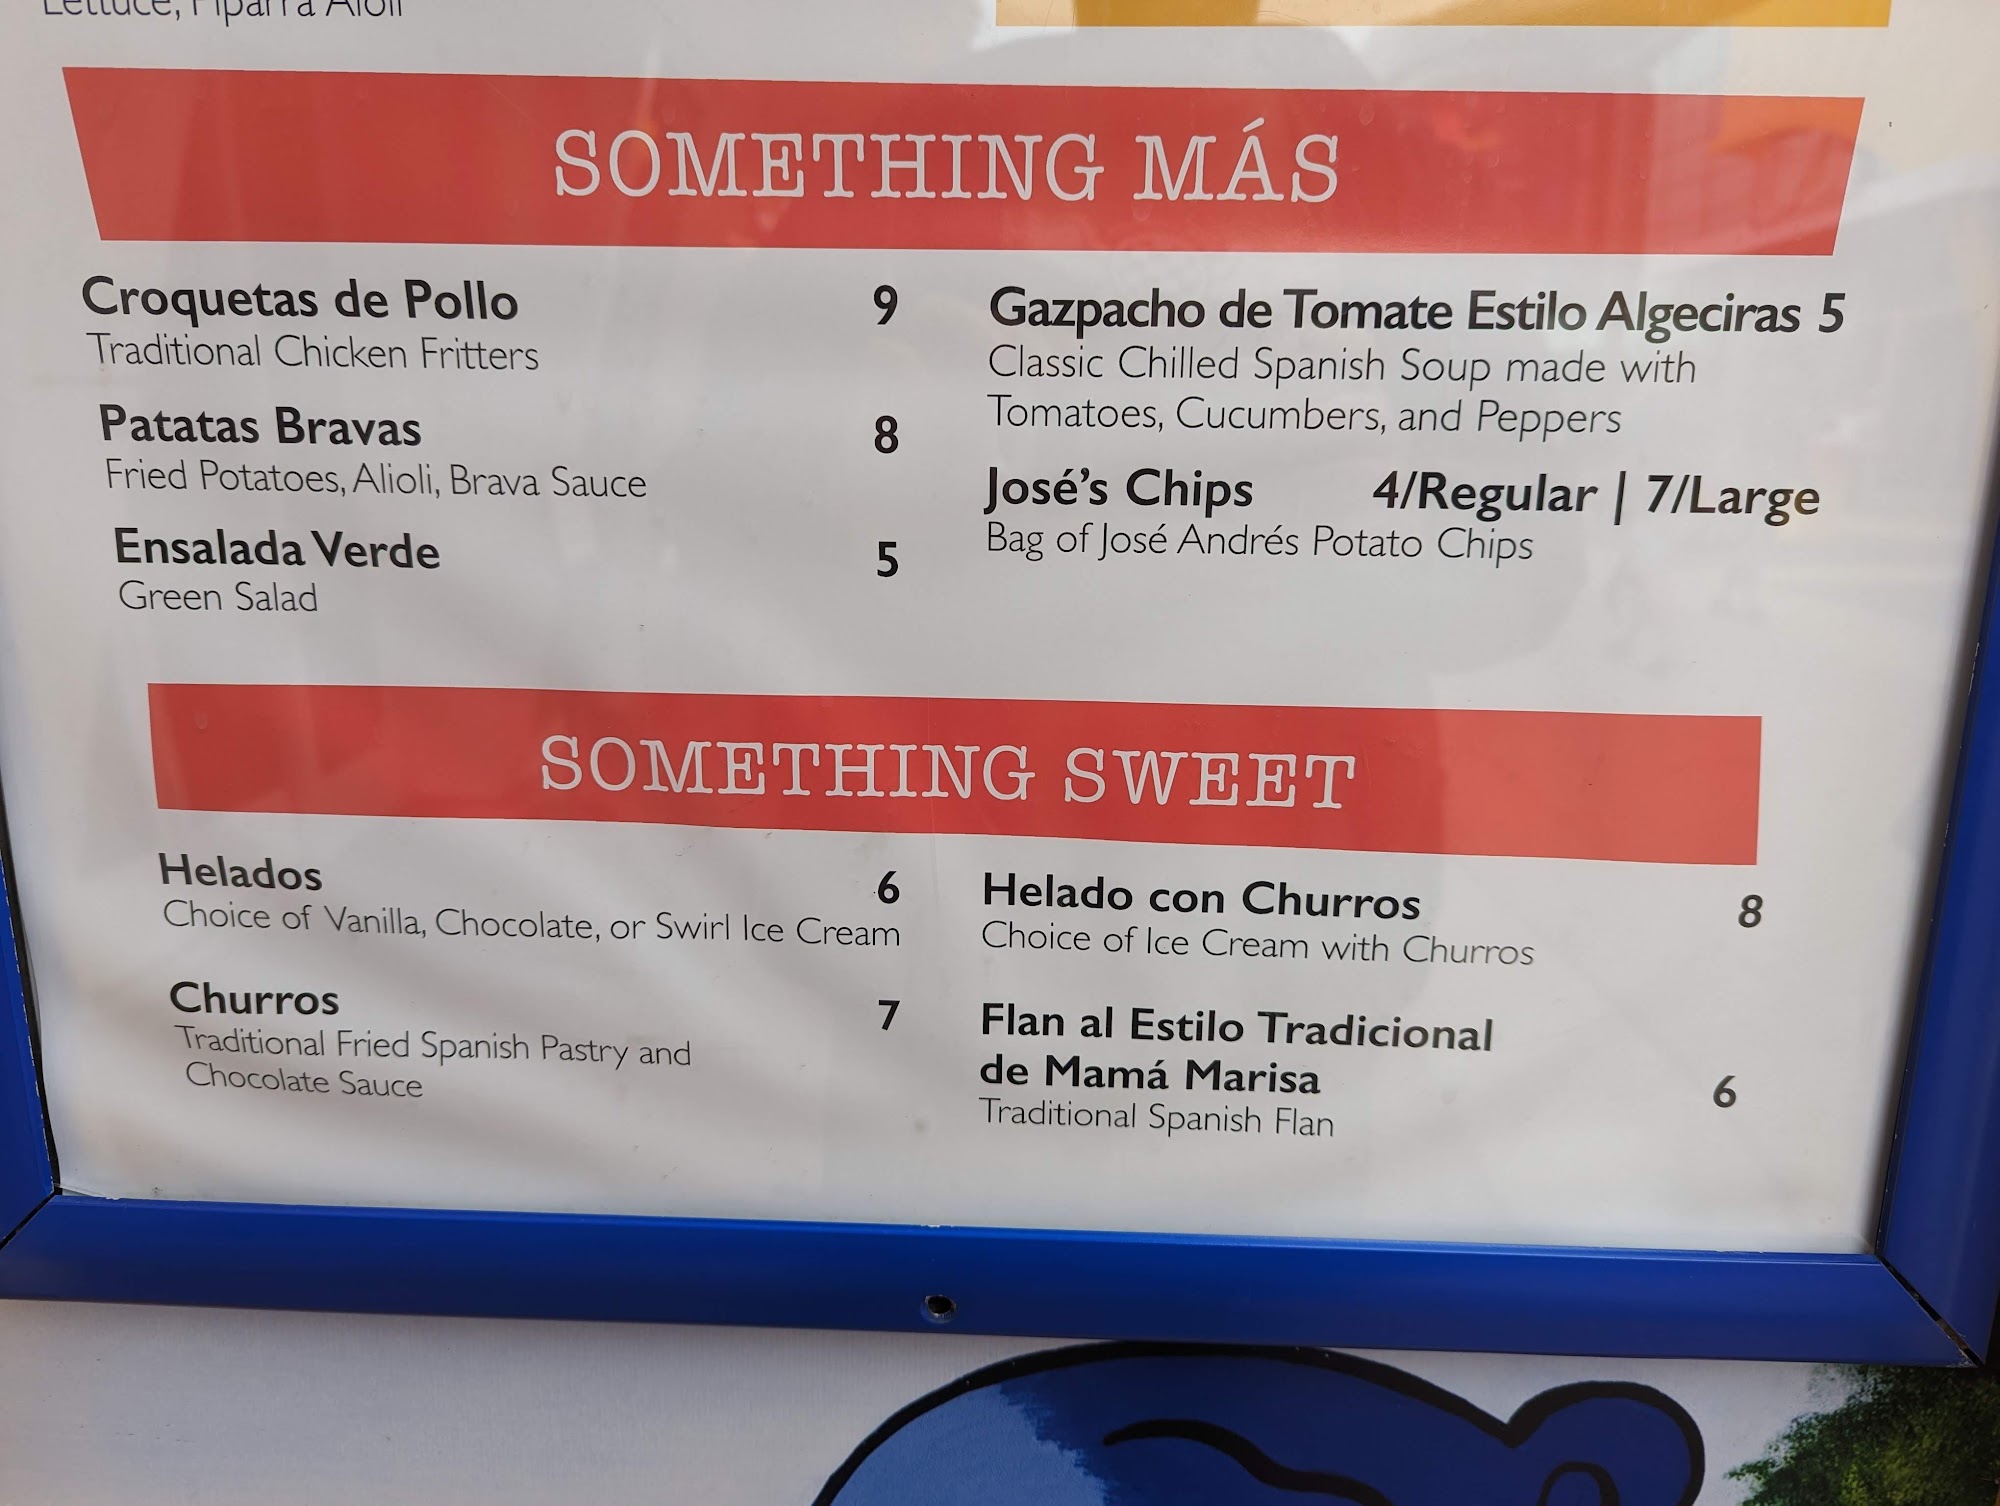 Lettuce, Piparra Aioli
SOMETHING MÁS
Croquetas de Pollo 9
Traditional Chicken Fritters
Patatas Bravas 8
Fried Potatoes, Alioli, Brava Sauce
Ensalada Verde 5
Green Salad
Gazpacho de Tomate Estilo Algeciras 5
Classic Chilled Spanish Soup made with
Tomatoes, Cucumbers, and Peppers
José's Chips 4/Regular | 7/Large
Bag of José Andrés Potato Chips
SOMETHING SWEET
Helados 6
Choice of Vanilla, Chocolate, or Swirl Ice Cream
Churros 7
Traditional Fried Spanish Pastry and
Chocolate Sauce
Helado con Churros 8
Choice of Ice Cream with Churros
Flan al Estilo Tradicional
de Mamá Marisa 6
Traditional Spanish Flan